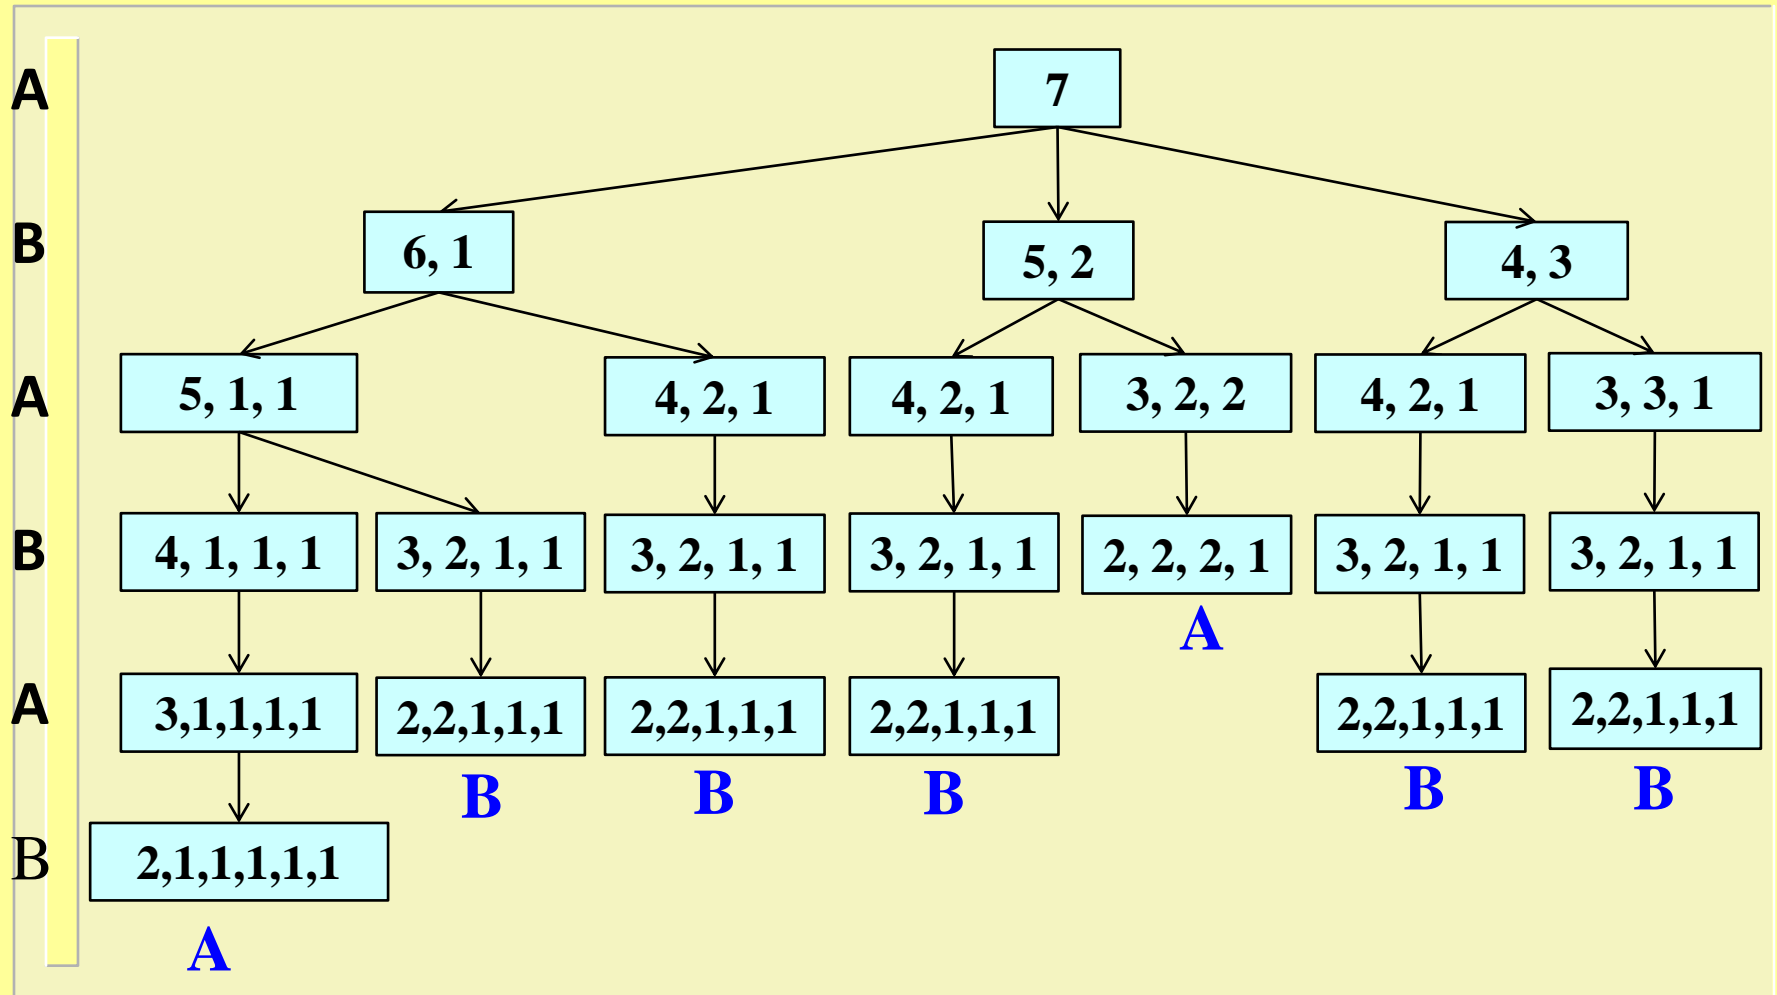 A
7
B
6, 1
5, 2
4, 3
A
5, 1, 1
4, 2, 1
4, 2, 1
3, 2, 2
4, 2, 1
3, 3, 1
B
4, 1, 1, 1
3, 2, 1, 1
3, 2, 1, 1
3, 2, 1, 1
2, 2, 2, 1
3, 2, 1, 1
3, 2, 1, 1
A
A
3,1,1,1,1
2,2,1,1,1
2,2,1,1,1
2,2,1,1,1
2,2,1,1,1
2,2,1,1,1
B
B
B
B
B
B
2,1,1,1,1,1
A